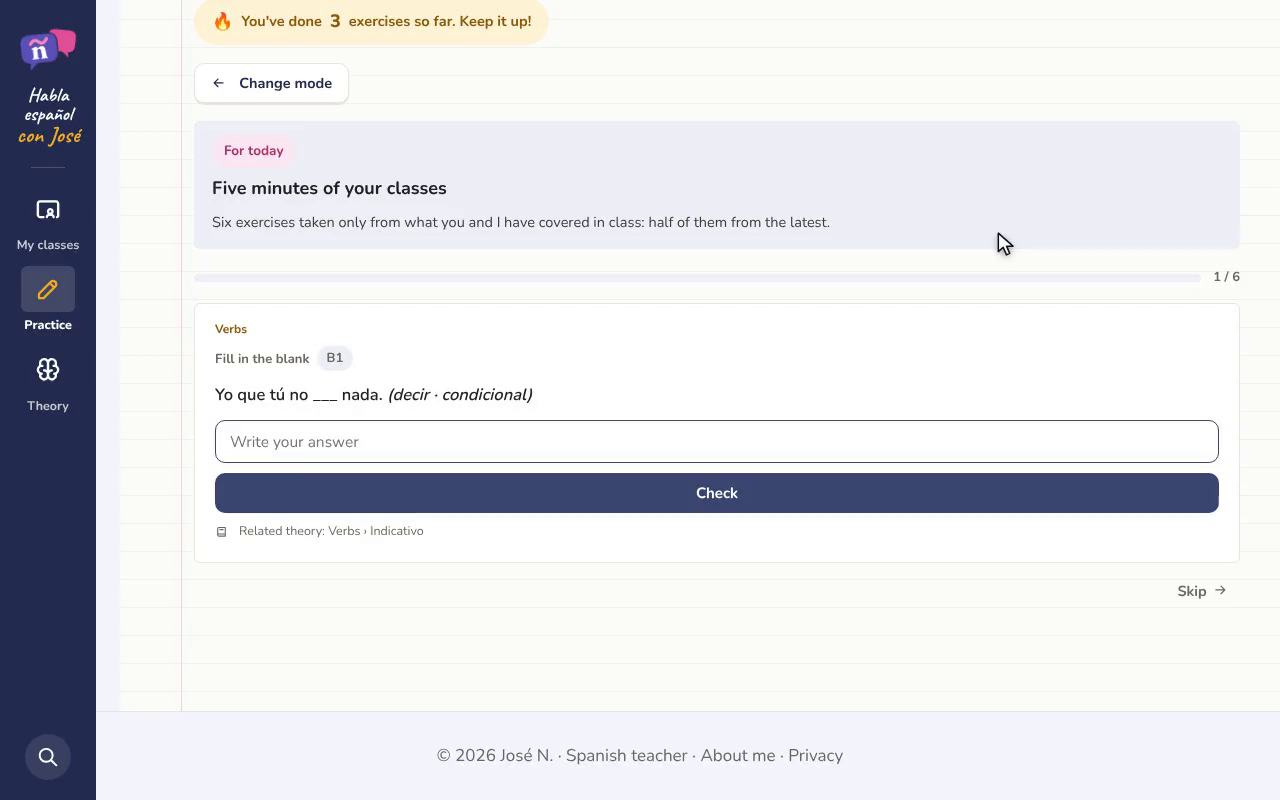 ñ
Habla
español
con José
My classes
Practice
Theory
🔥 You've done 3 exercises so far. Keep it up!
← Change mode
For today
Five minutes of your classes
Six exercises taken only from what you and I have covered in class: half of them from the latest.
1 / 6
Verbs
Fill in the blank B1
Yo que tú no ___ nada. (decir · condicional)
Write your answer
Check
Related theory: Verbs › Indicativo
Skip →
© 2026 José N. · Spanish teacher · About me · Privacy